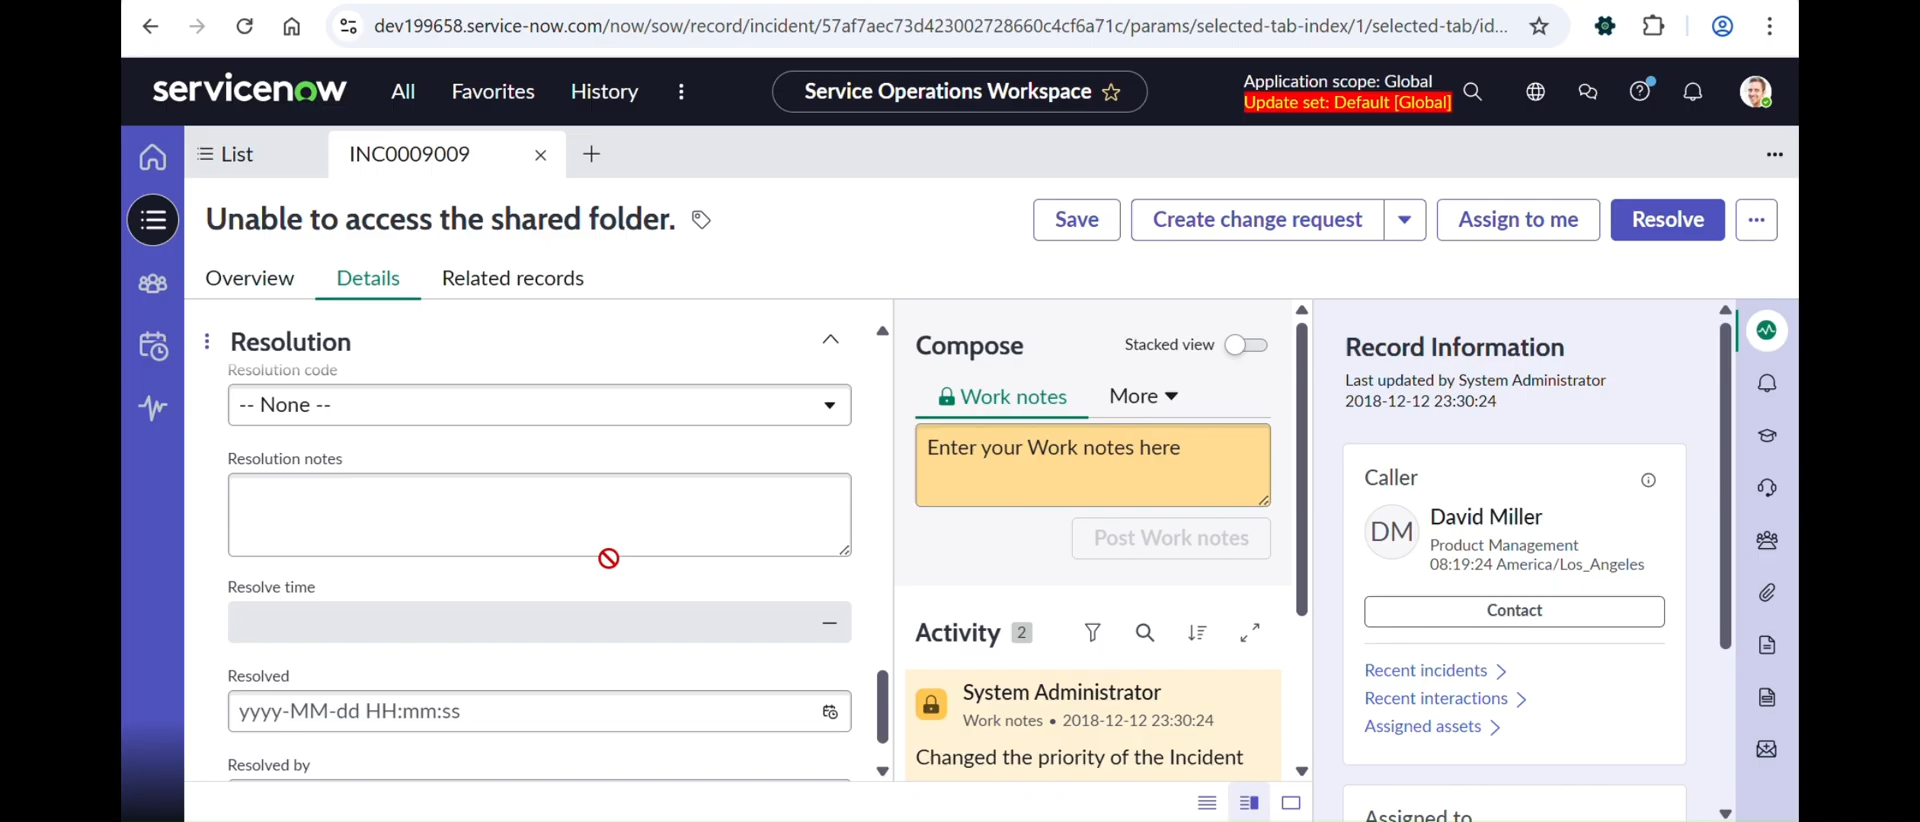 dev199658.service-now.com/now/sow/record/incident/57af7aec73d423002728660c4cf6a71c/params/selected-tab-index/1/selected-tab/id...
servicenow
All
Favorites
History
Service Operations Workspace
Application scope: Global
Update set: Default [Global]
List
INC0009009
Unable to access the shared folder.
Save
Create change request
Assign to me
Resolve
Overview
Details
Related records
Resolution
Resolution code
-- None --
Resolution notes
Resolve time
Resolved
yyyy-MM-dd HH:mm:ss
Resolved by
Compose
Stacked view
Work notes
More
Enter your Work notes here
Post Work notes
Activity 2
System Administrator
Work notes • 2018-12-12 23:30:24
Changed the priority of the Incident
Record Information
Last updated by System Administrator
2018-12-12 23:30:24
Caller
DM
David Miller
Product Management
08:19:24 America/Los_Angeles
Contact
Recent incidents
Recent interactions
Assigned assets
Assigned to